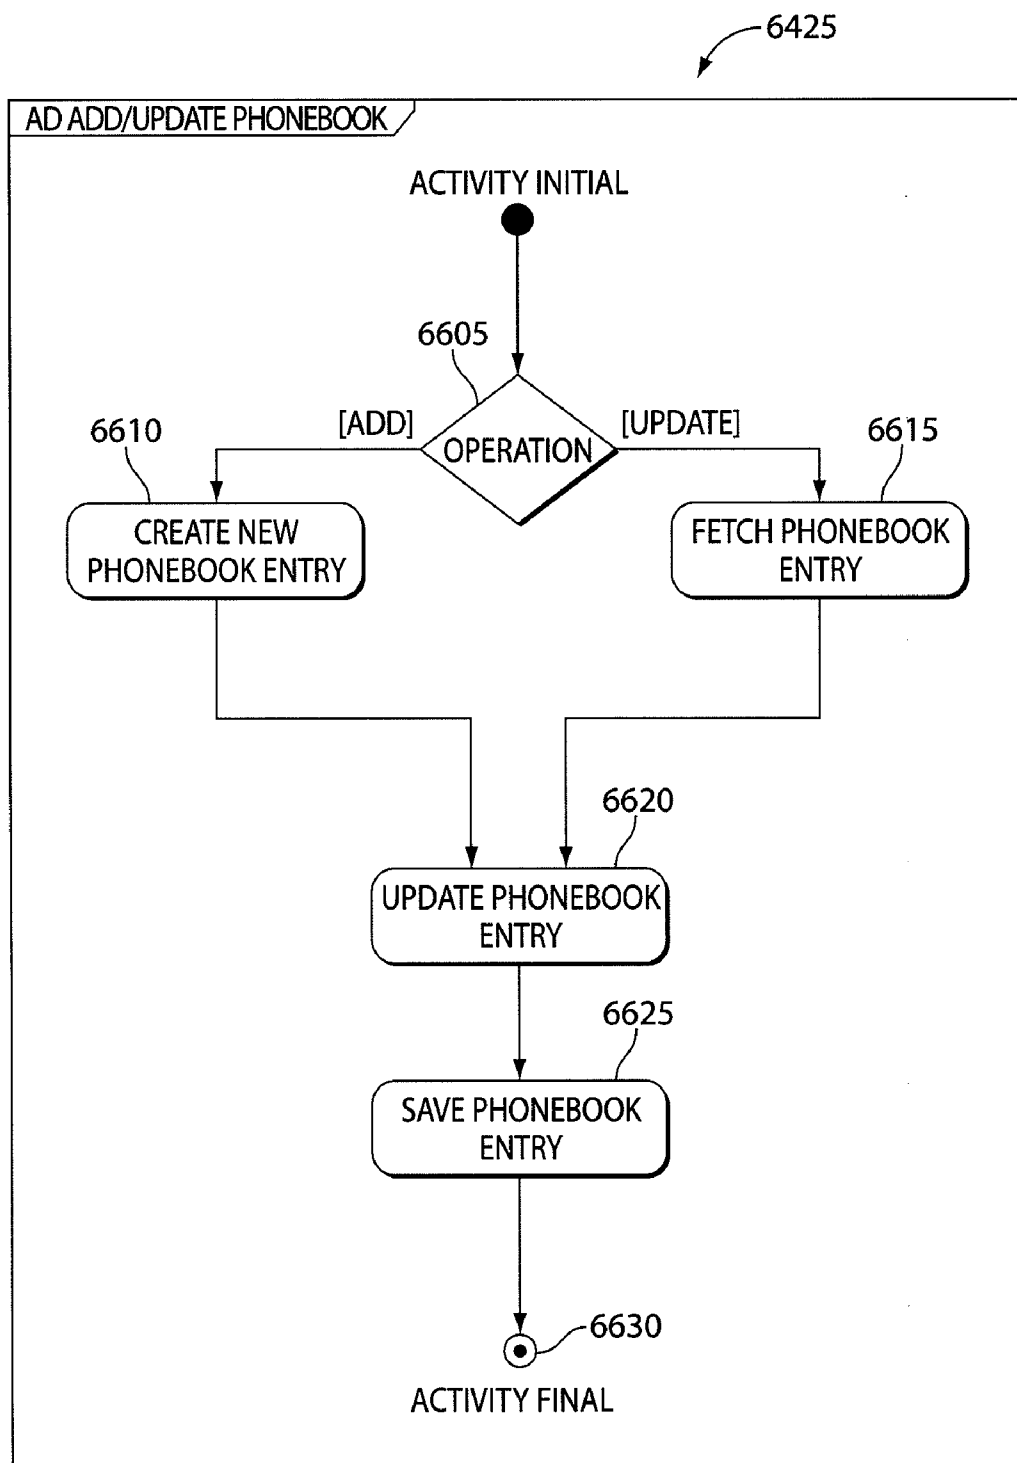 6425
AD ADD/UPDATE PHONEBOOK
ACTIVITY INITIAL
6605
[ADD]
[UPDATE]
6610
OPERATION
6615
CREATE NEW
PHONEBOOK ENTRY
FETCH PHONEBOOK
ENTRY
6620
UPDATE PHONEBOOK
ENTRY
6625
SAVE PHONEBOOK
ENTRY
6630
ACTIVITY FINAL